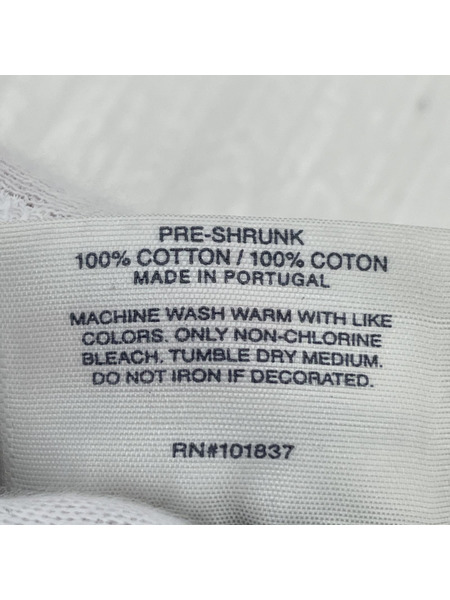 PRE-SHRUNK
100% COTTON / 100% COTON
MADE IN PORTUGAL
MACHINE WASH WARM WITH LIKE
COLORS. ONLY NON-CHLORINE
BLEACH. TUMBLE DRY MEDIUM.
DO NOT IRON IF DECORATED.
RN#101837